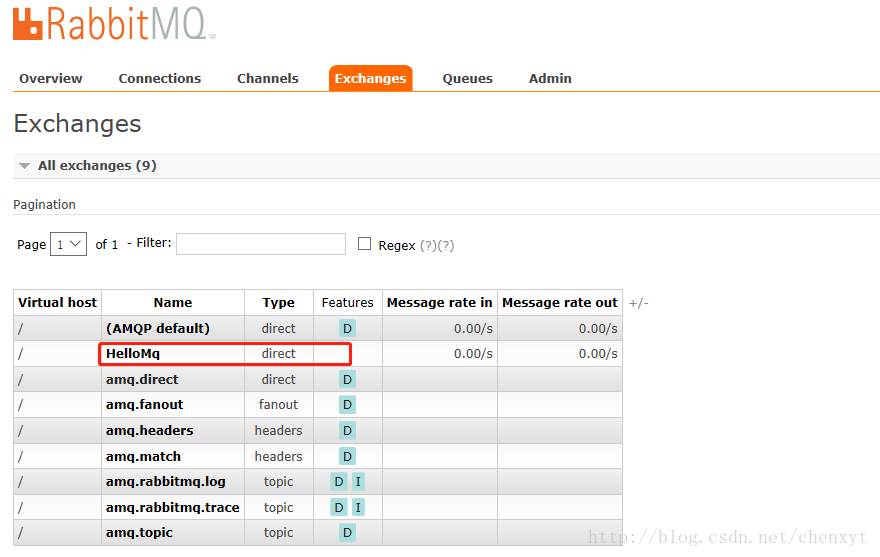 RabbitMQ TM
Overview Connections Channels Exchanges Queues Admin
Exchanges
All exchanges (9)
Pagination
Page 1 of 1 - Filter: Regex (?)(?)
Virtual host Name Type Features Message rate in Message rate out +/-
/ (AMQP default) direct D 0.00/s 0.00/s
/ HelloMq direct 0.00/s 0.00/s
/ amq.direct direct D
/ amq.fanout fanout D
/ amq.headers headers D
/ amq.match headers D
/ amq.rabbitmq.log topic D I
/ amq.rabbitmq.trace topic D I
/ amq.topic topic D
http://blog.csdn.net/chenxyt